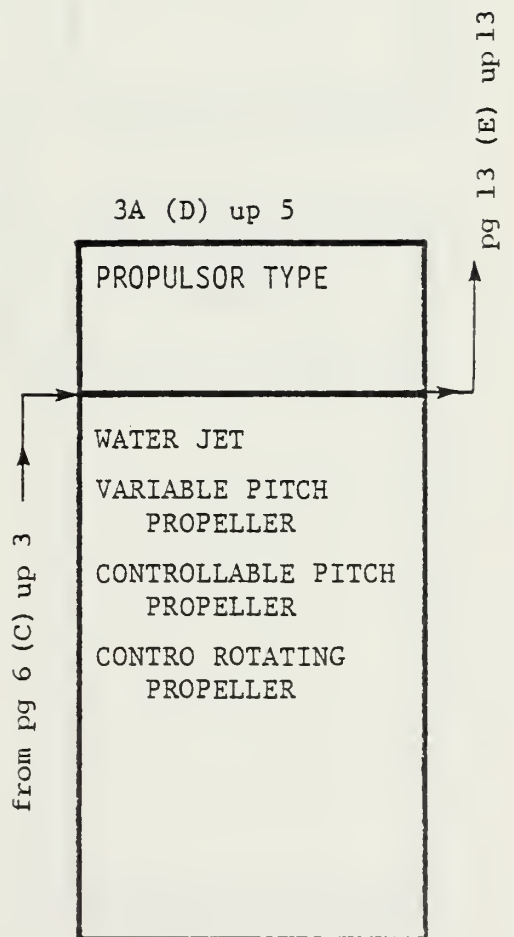 pg 13 (E) up 13
3A (D) up 5
PROPULSOR TYPE
WATER JET
VARIABLE PITCH
PROPELLER
CONTROLLABLE PITCH
PROPELLER
CONTRO ROTATING
PROPELLER
from pg 6 (C) up 3